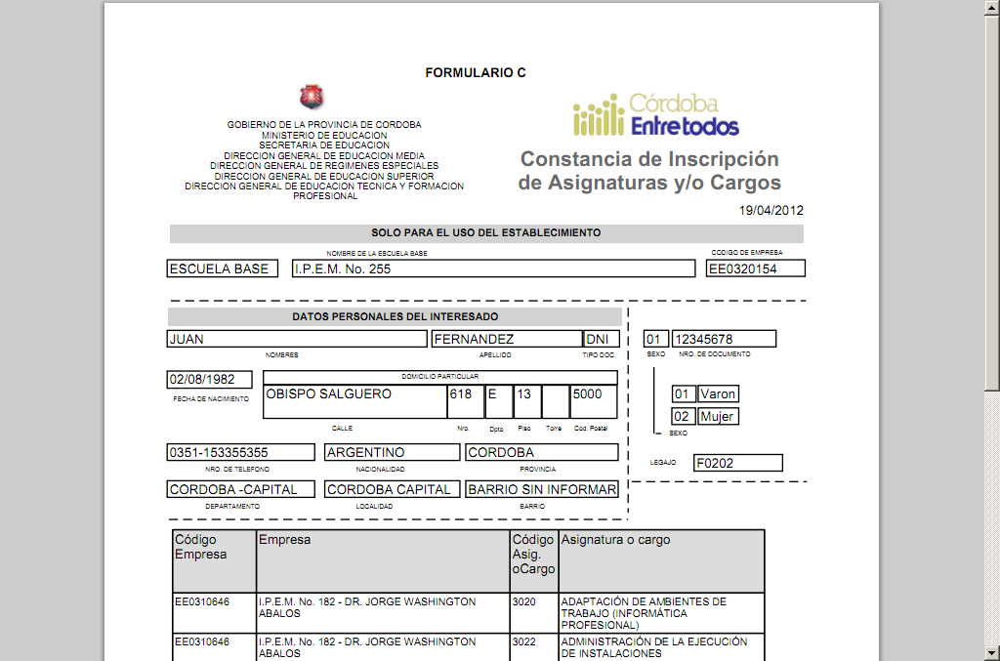 FORMULARIO C
GOBIERNO DE LA PROVINCIA DE CORDOBA
MINISTERIO DE EDUCACION
SECRETARIA DE EDUCACION
DIRECCION GENERAL DE EDUCACION MEDIA
DIRECCION GENERAL DE REGIMENES ESPECIALES
DIRECCION GENERAL DE EDUCACION SUPERIOR
DIRECCION GENERAL DE EDUCACION TECNICA Y FORMACION
PROFESIONAL
Córdoba
Entretodos
Constancia de Inscripción
de Asignaturas y/o Cargos
19/04/2012
SOLO PARA EL USO DEL ESTABLECIMIENTO
NOMBRE DE LA ESCUELA BASE
CODIGO DE EMPRESA
ESCUELA BASE I.P.E.M. No. 255 EE0320154
DATOS PERSONALES DEL INTERESADO
JUAN FERNANDEZ DNI 01 12345678
NOMBRES APELLIDO TIPO DOC. SEXO NRO. DE DOCUMENTO
DOMICILIO PARTICULAR
02/08/1982
OBISPO SALGUERO 618 E 13 5000
01 Varon
FECHA DE NACIMIENTO
02 Mujer
CALLE Nro. Dpto Piso Torre Cod. Postal
SEXO
0351-153355355 ARGENTINO CORDOBA
LEGAJO F0202
NRO. DE TELEFONO NACIONALIDAD PROVINCIA
CORDOBA -CAPITAL CORDOBA CAPITAL BARRIO SIN INFORMAR
DEPARTAMENTO LOCALIDAD BARRIO
Código Empresa Código Asignatura o cargo
Empresa Asig.
oCargo
EE0310646 I.P.E.M. No. 182 - DR. JORGE WASHINGTON 3020 ADAPTACIÓN DE AMBIENTES DE
ABALOS TRABAJO (INFORMÁTICA
PROFESIONAL)
EE0310646 I.P.E.M. No. 182 - DR. JORGE WASHINGTON 3022 ADMINISTRACIÓN DE LA EJECUCIÓN
ABALOS DE INSTALACIONES